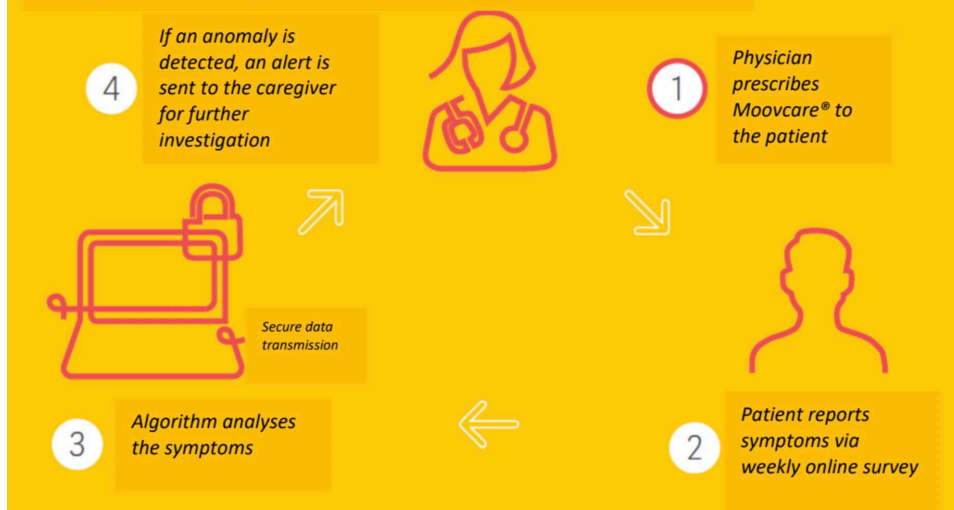 4
If an anomaly is
detected, an alert is
sent to the caregiver
for further
investigation
1
Physician
prescribes
Moovcare® to
the patient
Secure data
transmission
3
Algorithm analyses
the symptoms
2
Patient reports
symptoms via
weekly online survey